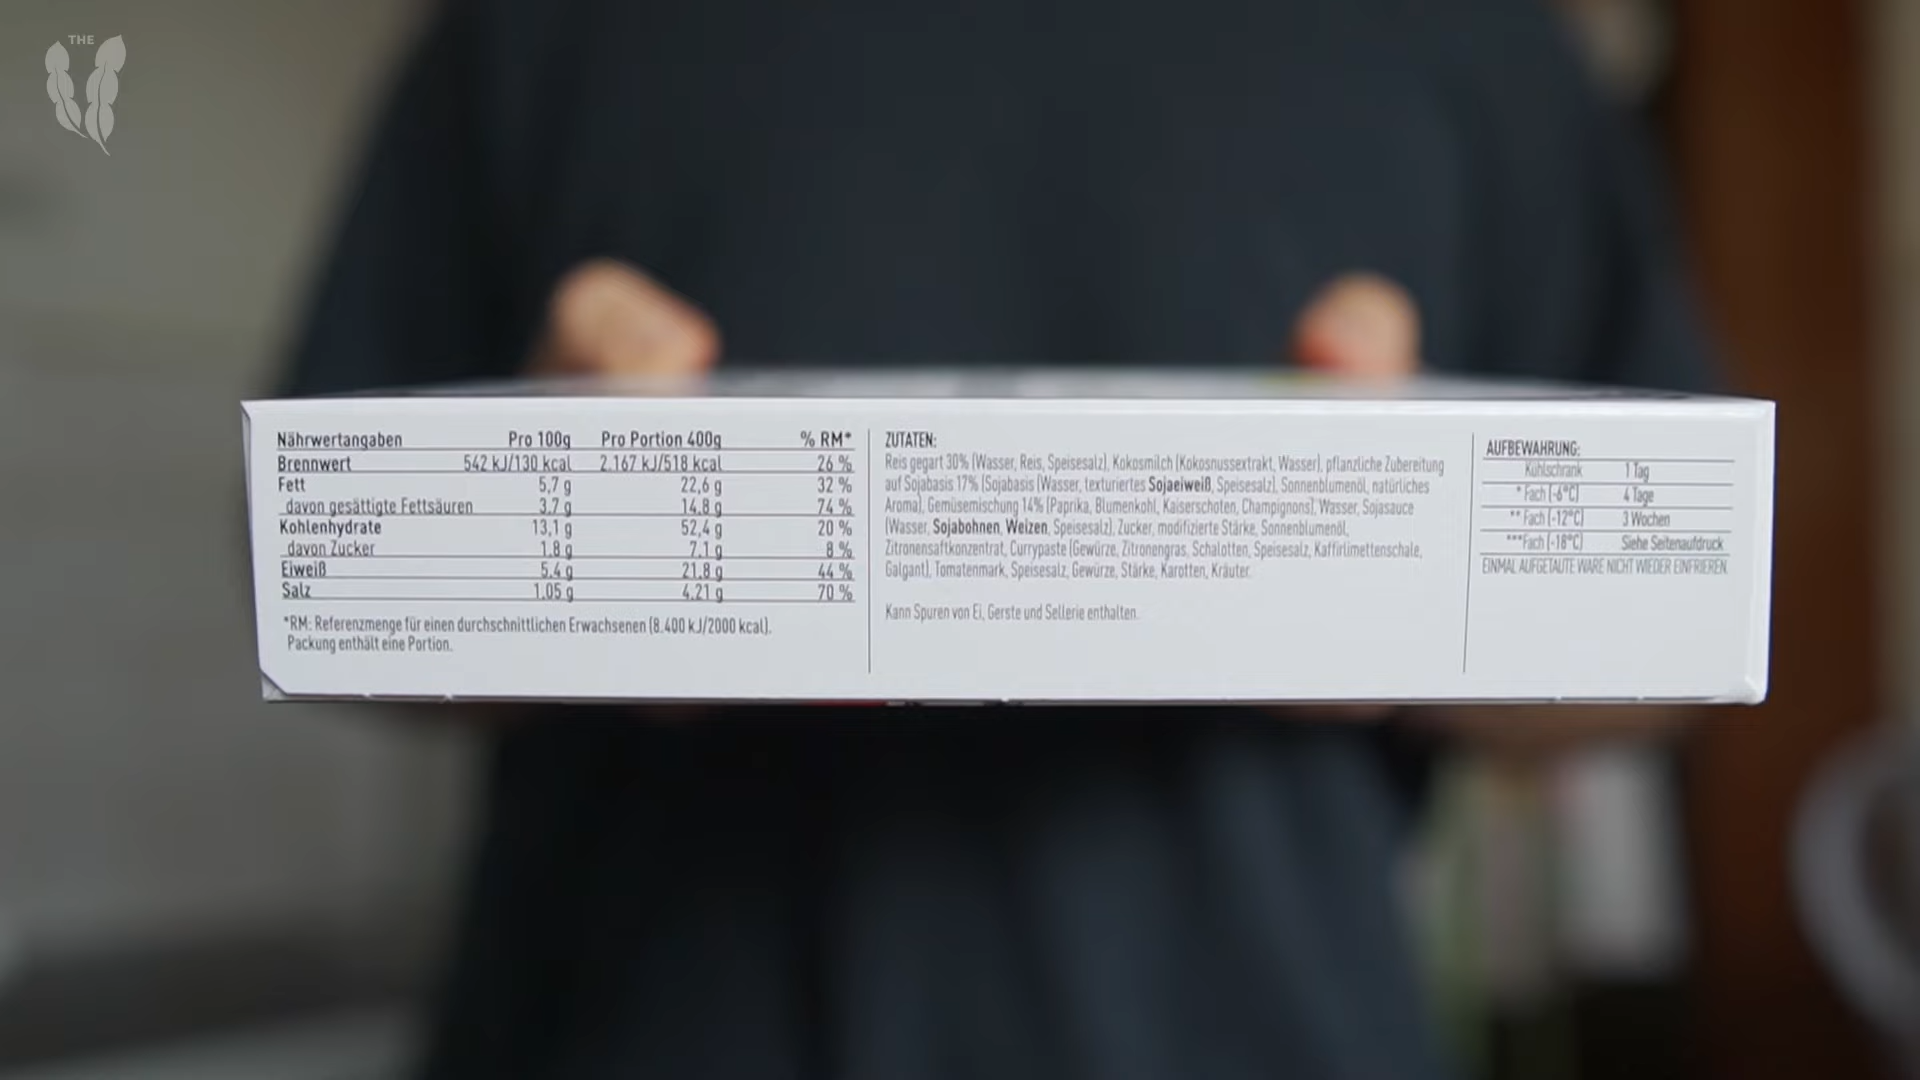 THE
Nährwertangaben Pro 100g Pro Portion 400g % RM*
Brennwert 542 kJ/130 kcal 2.167 kJ/518 kcal 26 %
Fett 5,7 g 22,6 g 32 %
davon gesättigte Fettsäuren 3,7 g 14,8 g 74 %
Kohlenhydrate 13,1 g 52,4 g 20 %
davon Zucker 1,8 g 7,1 g 8 %
Eiweiß 5,4 g 21,8 g 44 %
Salz 1,05 g 4,21 g 70 %
*RM: Referenzmenge für einen durchschnittlichen Erwachsenen (8.400 kJ/2000 kcal).
Packung enthält eine Portion.
ZUTATEN:
Reis gegart 30% (Wasser, Reis, Speisesalz), Kokosmilch (Kokosnussextrakt, Wasser), pflanzliche Zubereitung
auf Sojabasis 17% (Sojabasis (Wasser, texturiertes Sojaeiweiß, Speisesalz), Sonnenblumenöl, natürliches
Aroma), Gemüsemischung 14% (Paprika, Blumenkohl, Kaiserschoten, Champignons), Wasser, Sojasauce
(Wasser, Sojabohnen, Weizen, Speisesalz), Zucker, modifizierte Stärke, Sonnenblumenöl,
Zitronensaftkonzentrat, Currypaste (Gewürze, Zitronengras, Schalotten, Speisesalz, Kaffirlimettenschale,
Galgant), Tomatenmark, Speisesalz, Gewürze, Stärke, Karotten, Kräuter.
Kann Spuren von Ei, Gerste und Sellerie enthalten.
AUFBEWAHRUNG:
Kühlschrank 1 Tag
* Fach (-6°C) 4 Tage
** Fach (-12°C) 3 Wochen
***Fach (-18°C) Siehe Seitenaufdruck
EINMAL AUFGETAUTE WARE NICHT WIEDER EINFRIEREN.